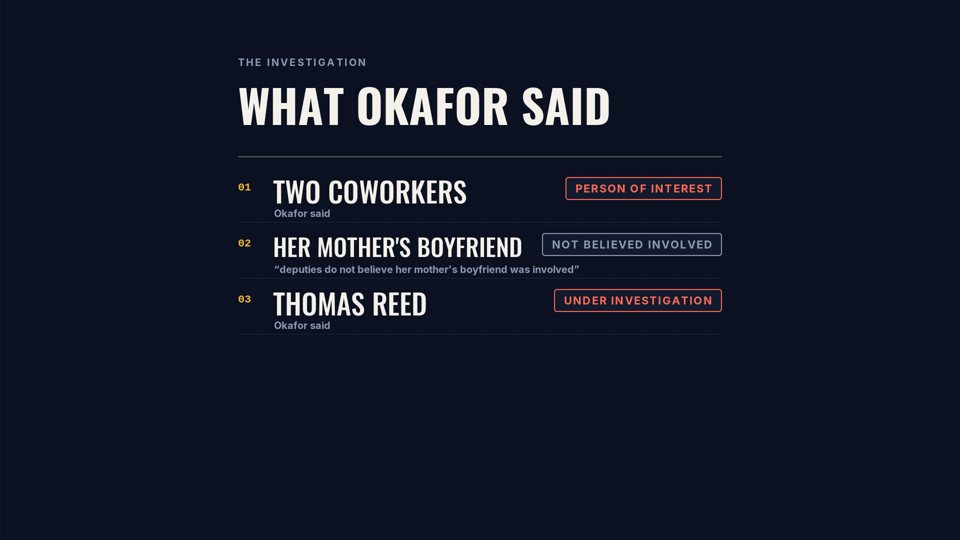 THE INVESTIGATION
WHAT OKAFOR SAID
01 TWO COWORKERS PERSON OF INTEREST
Okafor said
02 HER MOTHER'S BOYFRIEND NOT BELIEVED INVOLVED
“deputies do not believe her mother's boyfriend was involved”
03 THOMAS REED UNDER INVESTIGATION
Okafor said